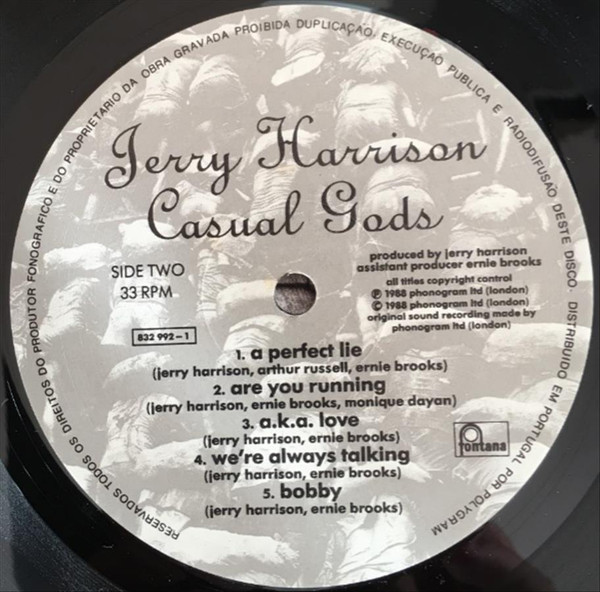 RESERVADOS TODOS OS DIREITOS DO PRODUTOR FONOGRAFICO E DO PROPRIETARIO DA OBRA GRAVADA PROIBIDA DUPLICAÇAO, EXECUÇAO PUBLICA E RADIODIFUSAO DESTE DISCO. DISTRIBUIDO EM PORTUGAL POR POLYGRAM
Jerry Harrison
Casual Gods
SIDE TWO
33 RPM
832 992-1
produced by jerry harrison
assistant producer ernie brooks
all titles copyright control
℗ 1988 phonogram ltd (london)
© 1988 phonogram ltd (london)
original sound recording made by
phonogram ltd (london)
1. a perfect lie
(jerry harrison, arthur russell, ernie brooks)
2. are you running
(jerry harrison, ernie brooks, monique dayan)
3. a.k.a. love
(jerry harrison, ernie brooks)
4. we're always talking
(jerry harrison, ernie brooks)
5. bobby
(jerry harrison, ernie brooks)
fontana